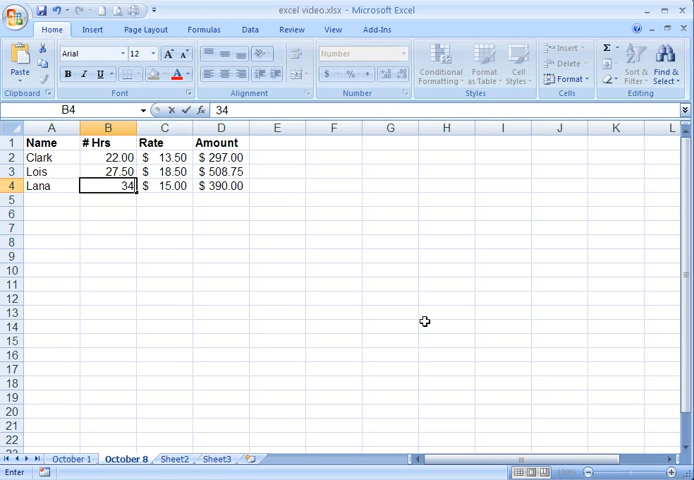 excel video.xlsx - Microsoft Excel
Home Insert Page Layout Formulas Data Review View Add-Ins
Paste
Clipboard
Arial 12
B I U
Font
Alignment
Number
$ % ,
Number
Conditional Formatting
Format as Table
Cell Styles
Styles
Insert
Delete
Format
Cells
Sort & Filter
Find & Select
Editing
B4 fx 34
A B C D E F G H I J K L
1 Name # Hrs Rate Amount
2 Clark 22.00 $ 13.50 $ 297.00
3 Lois 27.50 $ 18.50 $ 508.75
4 Lana 34 $ 15.00 $ 390.00
5
6
7
8
9
10
11
12
13
14
15
16
17
18
19
20
21
22
23
October 1 October 8 Sheet2 Sheet3
Enter 100%